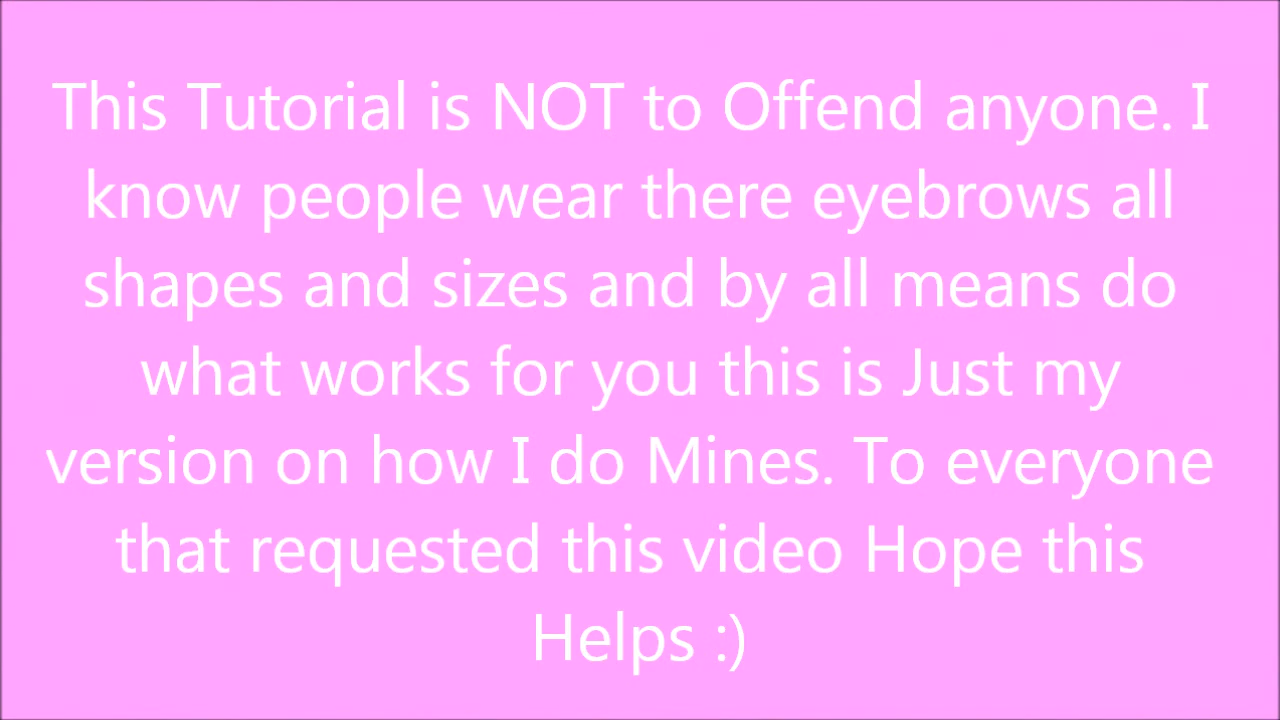 This Tutorial is NOT to Offend anyone. I
know people wear there eyebrows all
shapes and sizes and by all means do
what works for you this is Just my
version on how I do Mines. To everyone
that requested this video Hope this
Helps :)